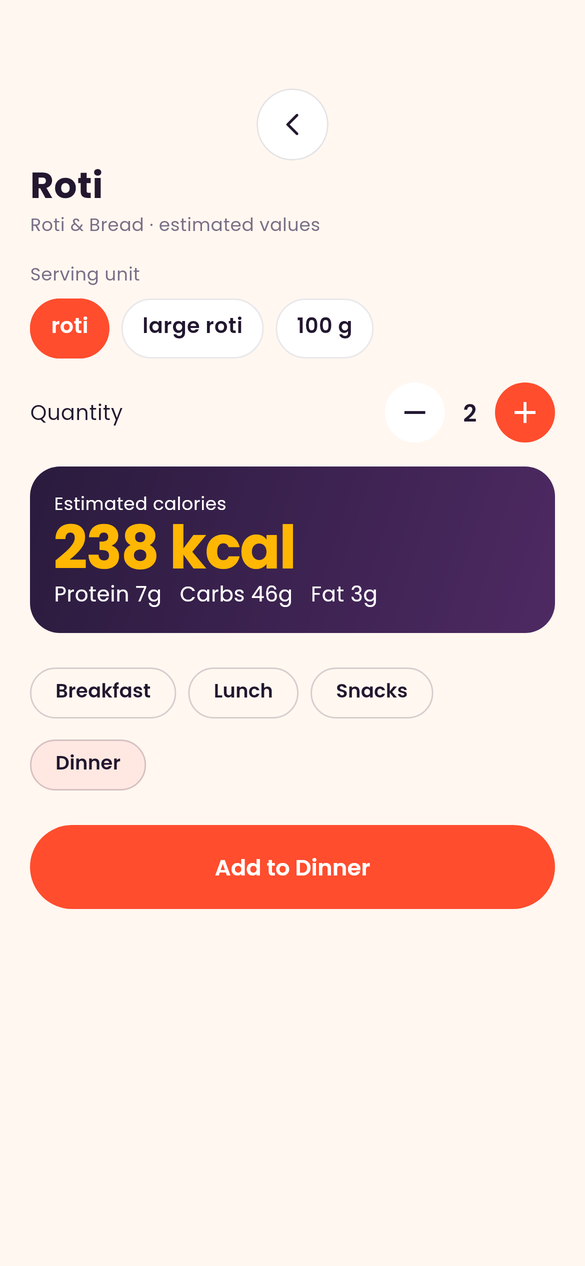 Roti
Roti & Bread · estimated values
Serving unit
roti large roti 100 g
Quantity 2
Estimated calories
238 kcal
Protein 7g Carbs 46g Fat 3g
Breakfast Lunch Snacks
Dinner
Add to Dinner